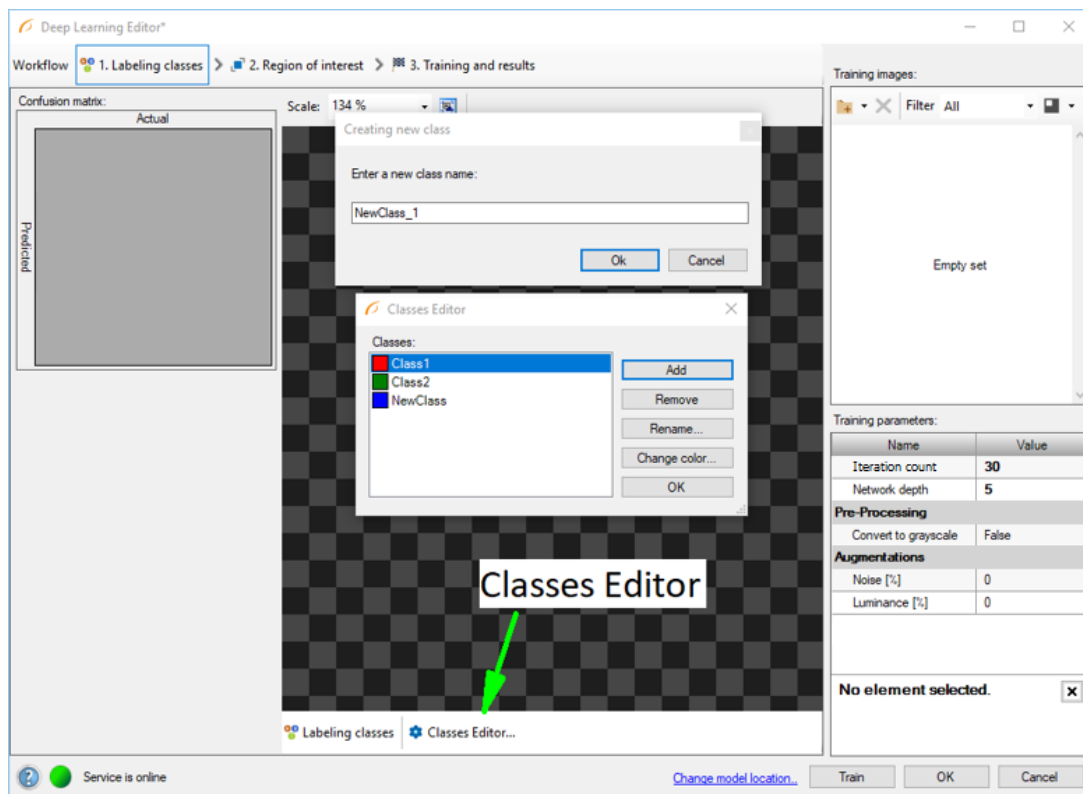 Deep Learning Editor*
Workflow 1. Labeling classes 2. Region of interest 3. Training and results
Confusion matrix:
Actual
Predicted
Scale: 134 %
Creating new class
Enter a new class name:
NewClass_1
Ok Cancel
Classes Editor
Classes:
Class1
Class2
NewClass
Add
Remove
Rename...
Change color...
OK
Classes Editor
Labeling classes Classes Editor...
Training images:
Filter All
Empty set
Training parameters:
Name Value
Iteration count 30
Network depth 5
Pre-Processing
Convert to grayscale False
Augmentations
Noise [%] 0
Luminance [%] 0
No element selected.
Service is online
Change model location..
Train OK Cancel